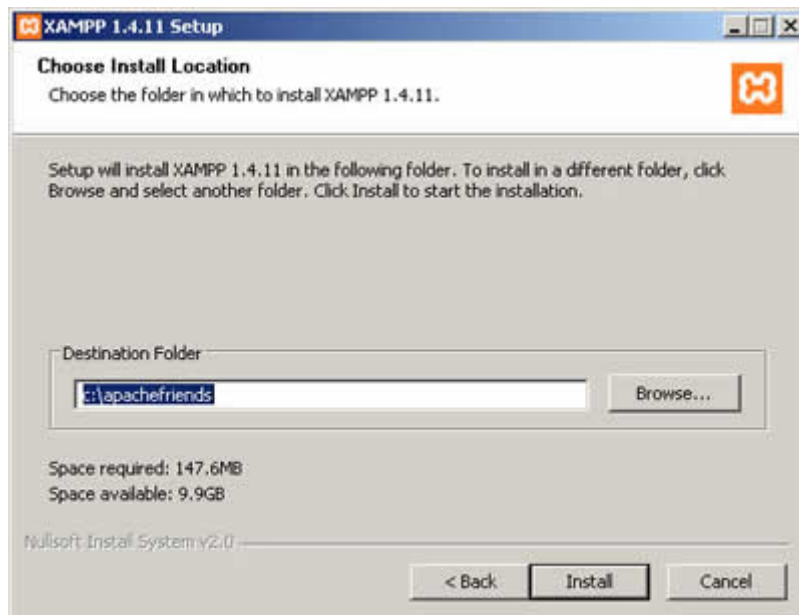 XAMPP 1.4.11 Setup
Choose Install Location
Choose the folder in which to install XAMPP 1.4.11.
Setup will install XAMPP 1.4.11 in the following folder. To install in a different folder, click
Browse and select another folder. Click Install to start the installation.
Destination Folder
c:\apachefriends
Browse...
Space required: 147.6MB
Space available: 9.9GB
Nullsoft Install System v2.0
< Back
Install
Cancel